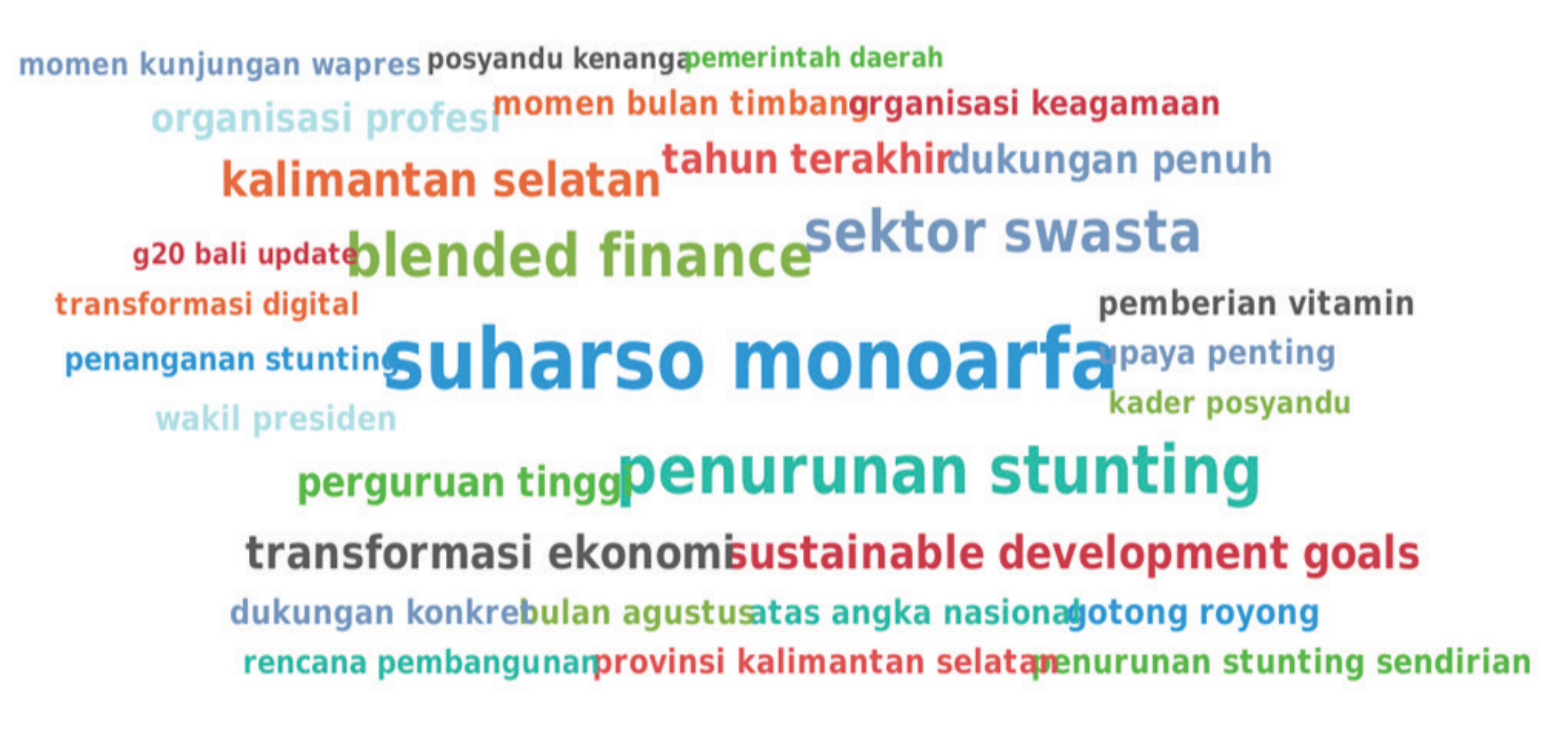 momen kunjungan wapres posyandu kenanga pemerintah daerah
organisasi profesi momen bulan timbang organisasi keagamaan
kalimantan selatan tahun terakhir dukungan penuh
g20 bali update blended finance sektor swasta
transformasi digital pemberian vitamin
penanganan stunting suharso monoarfa upaya penting
wakil presiden kader posyandu
perguruan tinggi penurunan stunting
transformasi ekonomi sustainable development goals
dukungan konkret bulan agustus atas angka nasional gotong royong
rencana pembangunan provinsi kalimantan selatan penurunan stunting sendirian